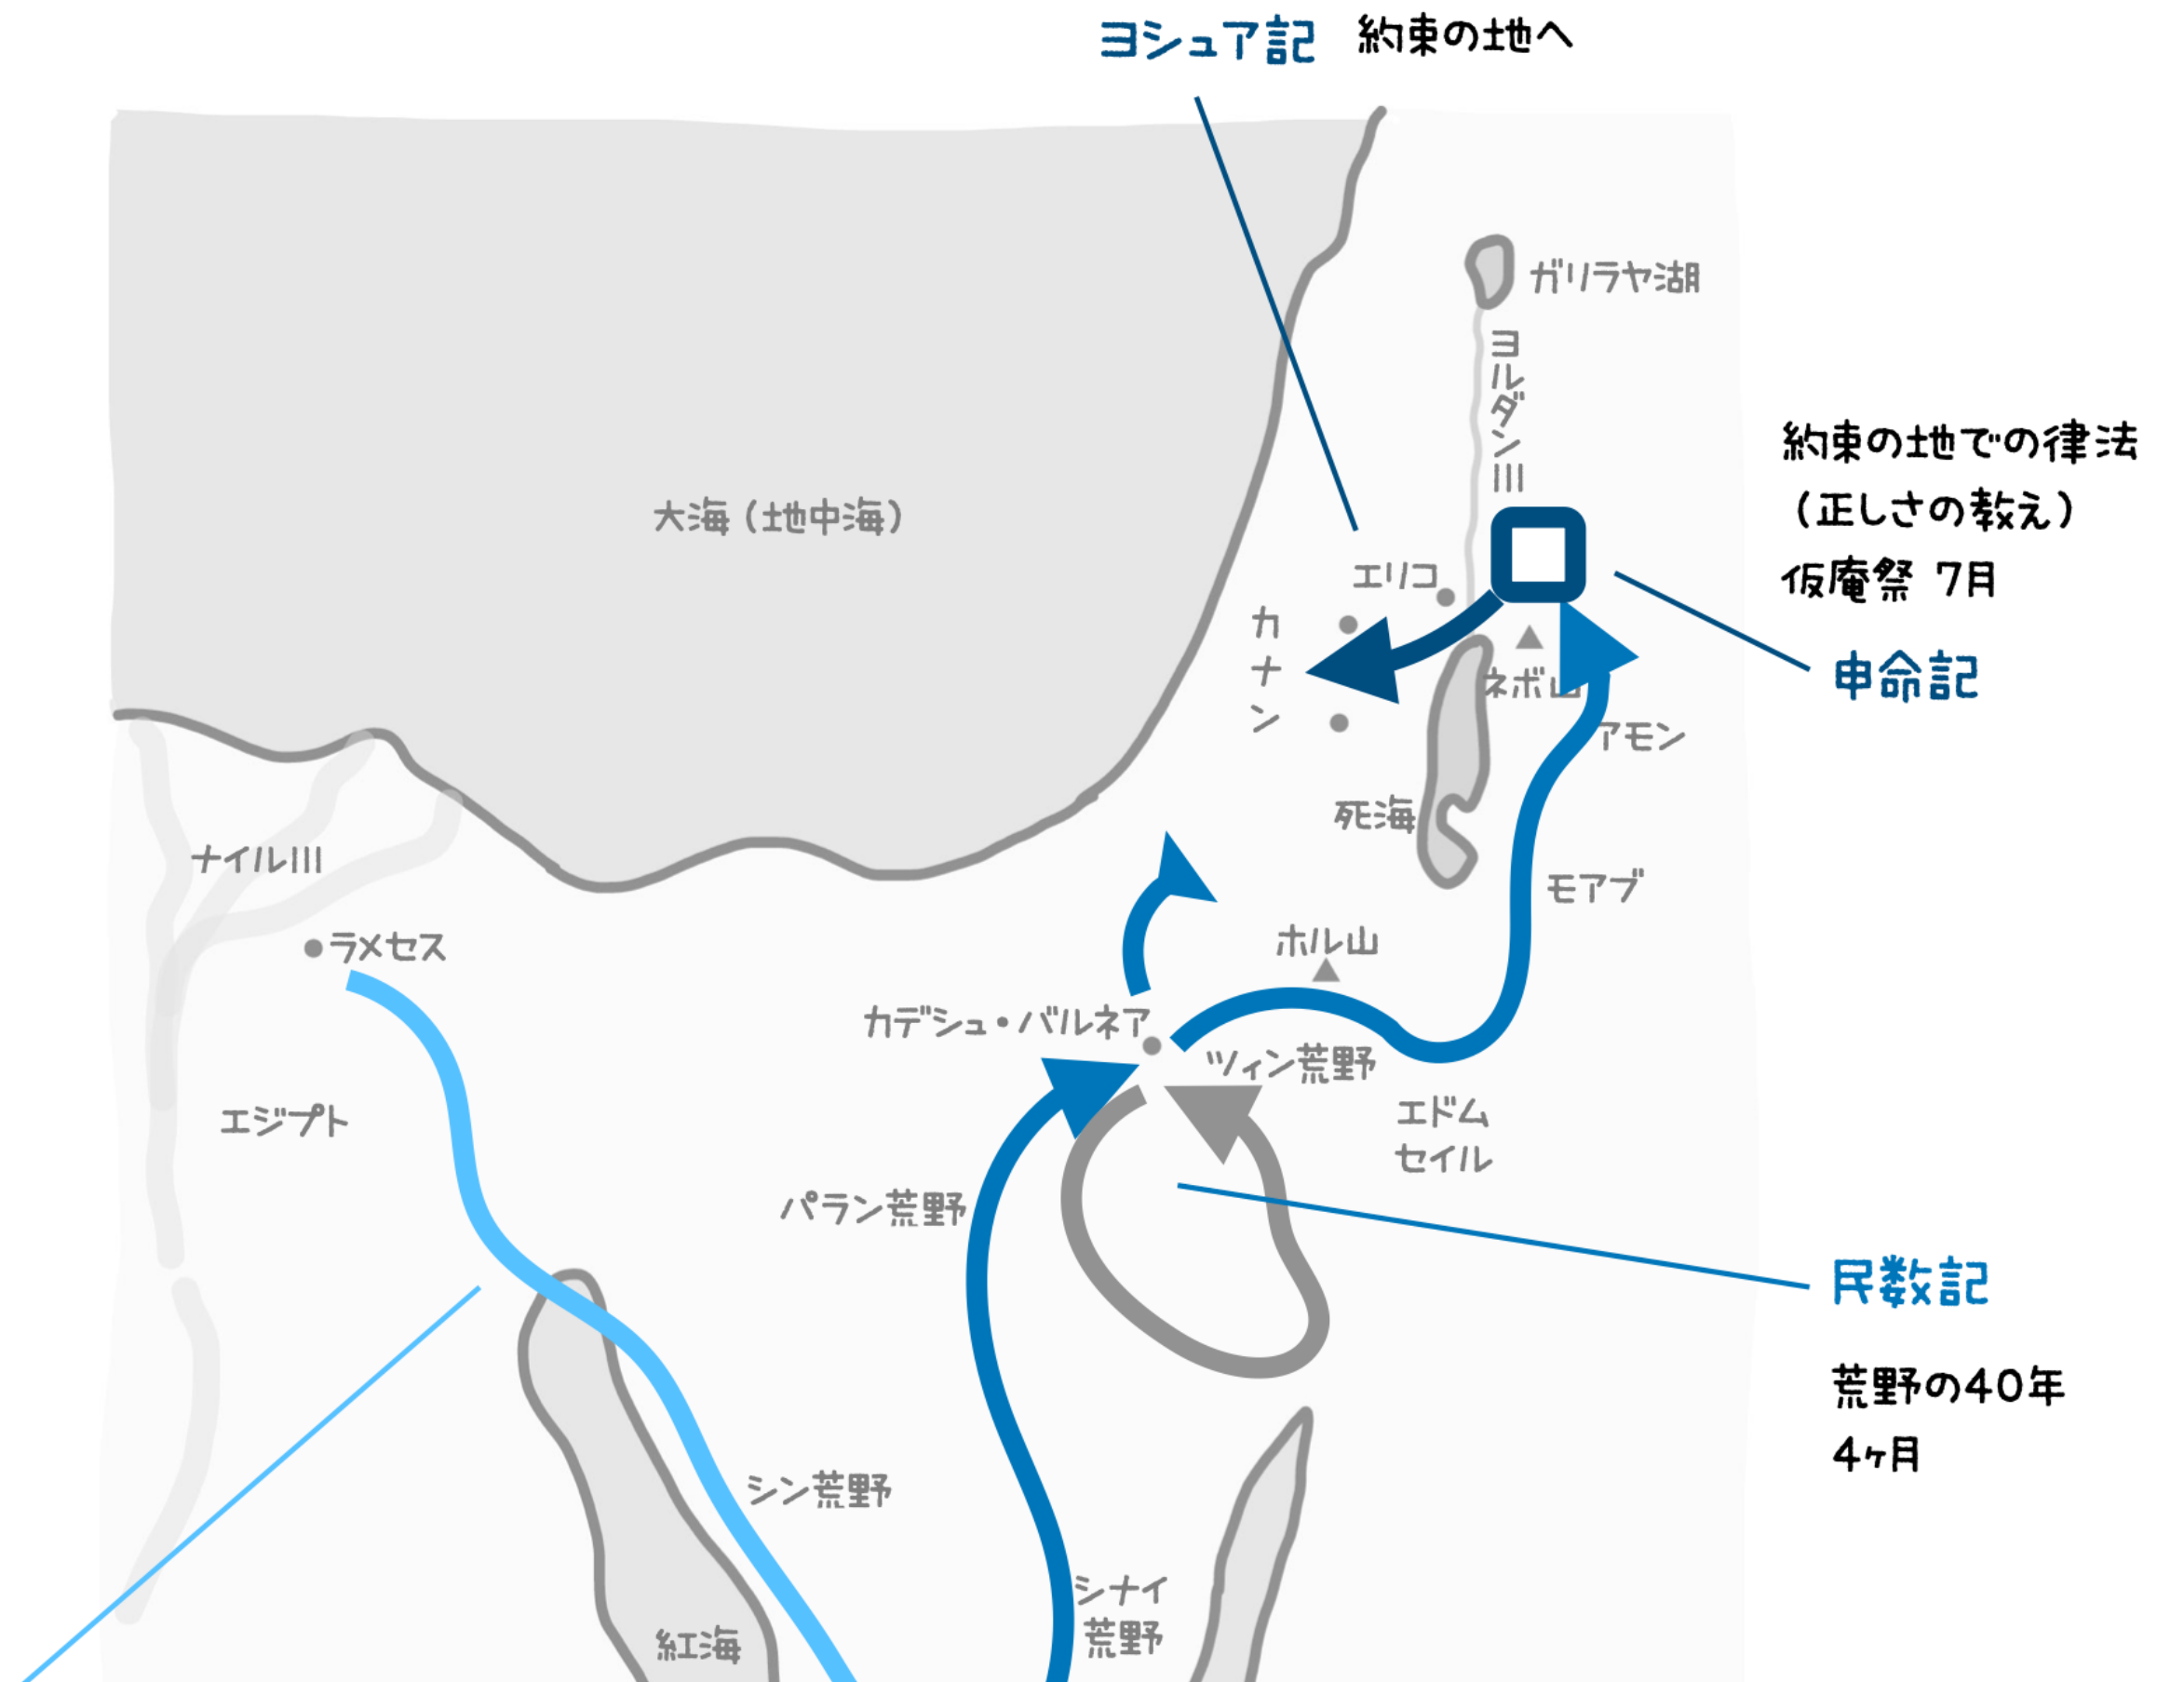 ヨシュア記 約束の地へ
ガリラヤ湖
ヨルダン川
約束の地での律法
(正しさの教え)
仮庵祭 7月
申命記
大海(地中海)
エリコ
カナン
ネボ山
アモン
死海
モアブ
ナイル川
ラメセス
ホル山
カデシュ・バルネア
ツィン荒野
エジプト
エドム
セイル
パラン荒野
民数記
荒野の40年
4ヶ月
シン荒野
シナイ
荒野
紅海